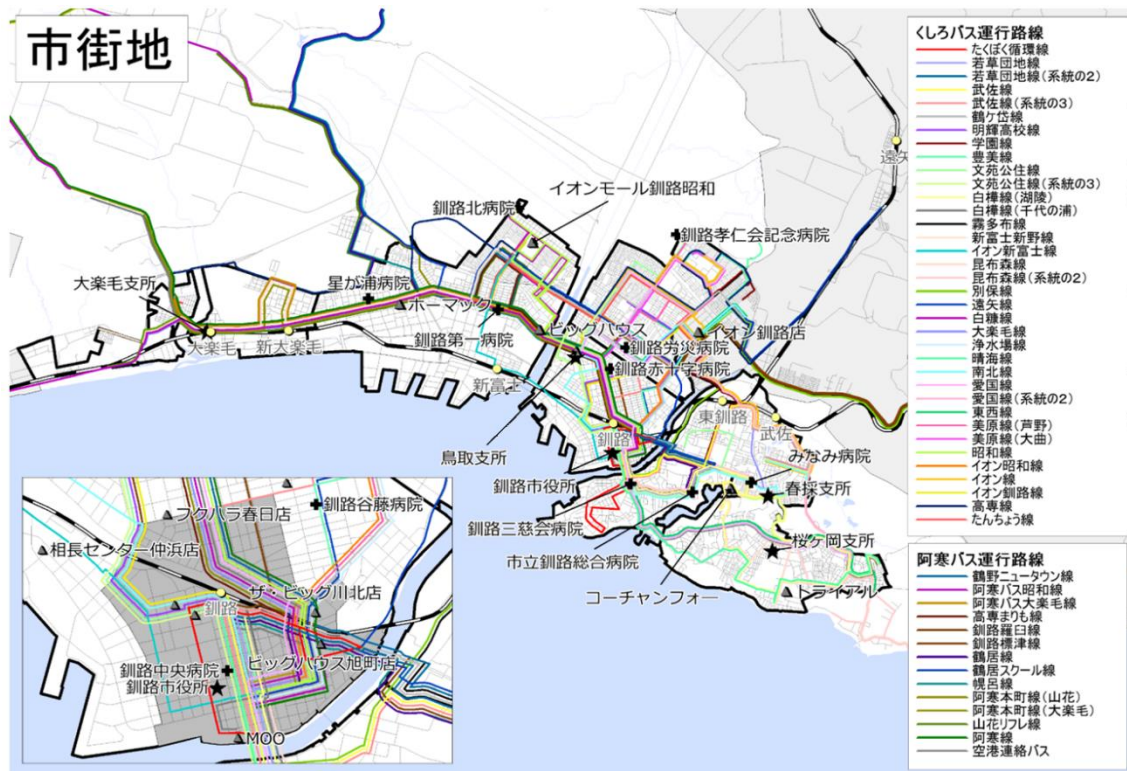 市街地
遠矢
イオンモール釧路昭和
釧路北病院
釧路孝仁会記念病院
大楽毛支所
星が浦病院
ホーマック
大楽毛
新大楽毛
釧路第一病院
ビッグハウス
イオン釧路店
釧路労災病院
釧路赤十字病院
新富士
東釧路
武佐
釧路
鳥取支所
みなみ病院
釧路市役所
春採支所
釧路三慈会病院
市立釧路総合病院
桜ヶ岡支所
コーチャンフォー
トライアル
フクハラ春日店
釧路谷藤病院
相長センター仲浜店
ザ・ビッグ川北店
釧路
釧路中央病院
ビッグハウス旭町店
釧路市役所
MOO
くしろバス運行路線
たくぼく循環線
若草団地線
若草団地線(系統の2)
武佐線
武佐線(系統の3)
鶴ケ岱線
明輝高校線
学園線
豊美線
文苑公住線
文苑公住線(系統の3)
白樺線(湖陵)
白樺線(千代の浦)
霧多布線
新富士新野線
イオン新富士線
昆布森線
昆布森線(系統の2)
別保線
遠矢線
白糠線
大楽毛線
浄水場線
晴海線
南北線
愛国線
愛国線(系統の2)
東西線
美原線(芦野)
美原線(大曲)
昭和線
イオン昭和線
イオン線
イオン釧路線
高専線
たんちょう線
阿寒バス運行路線
鶴野ニュータウン線
阿寒バス昭和線
阿寒バス大楽毛線
高専まりも線
釧路羅臼線
釧路標津線
鶴居線
鶴居スクール線
幌呂線
阿寒本町線(山花)
阿寒本町線(大楽毛)
山花リフレ線
阿寒線
空港連絡バス